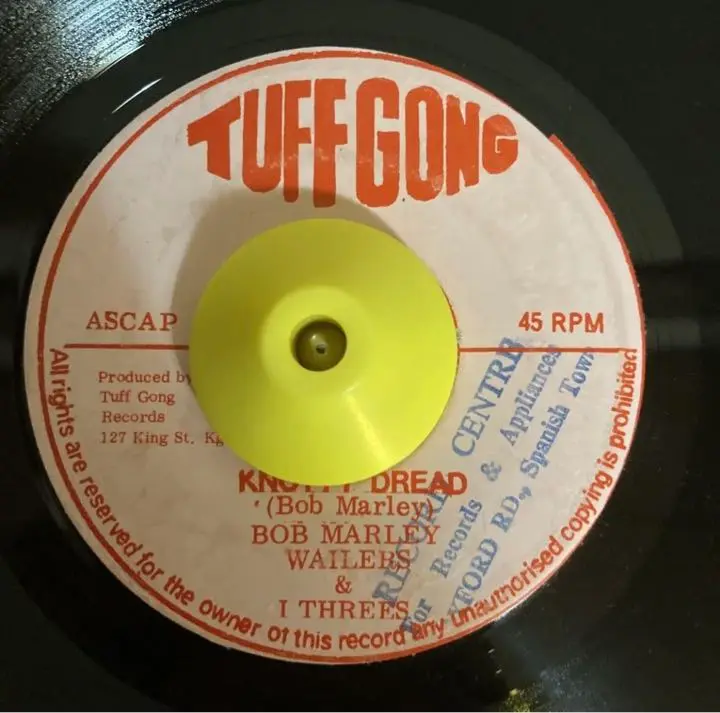 TUFF GONG
ASCAP
45 RPM
Produced by
Tuff Gong
Records
127 King St.
DREAD
(Bob Marley)
BOB MARLEY
WAILERS
&
I THREES
All rights are reserved for the owner of this record any unauthorised copying is prohibited
RECORD CENTRE
For Records & Appliances
RD., Spanish Town